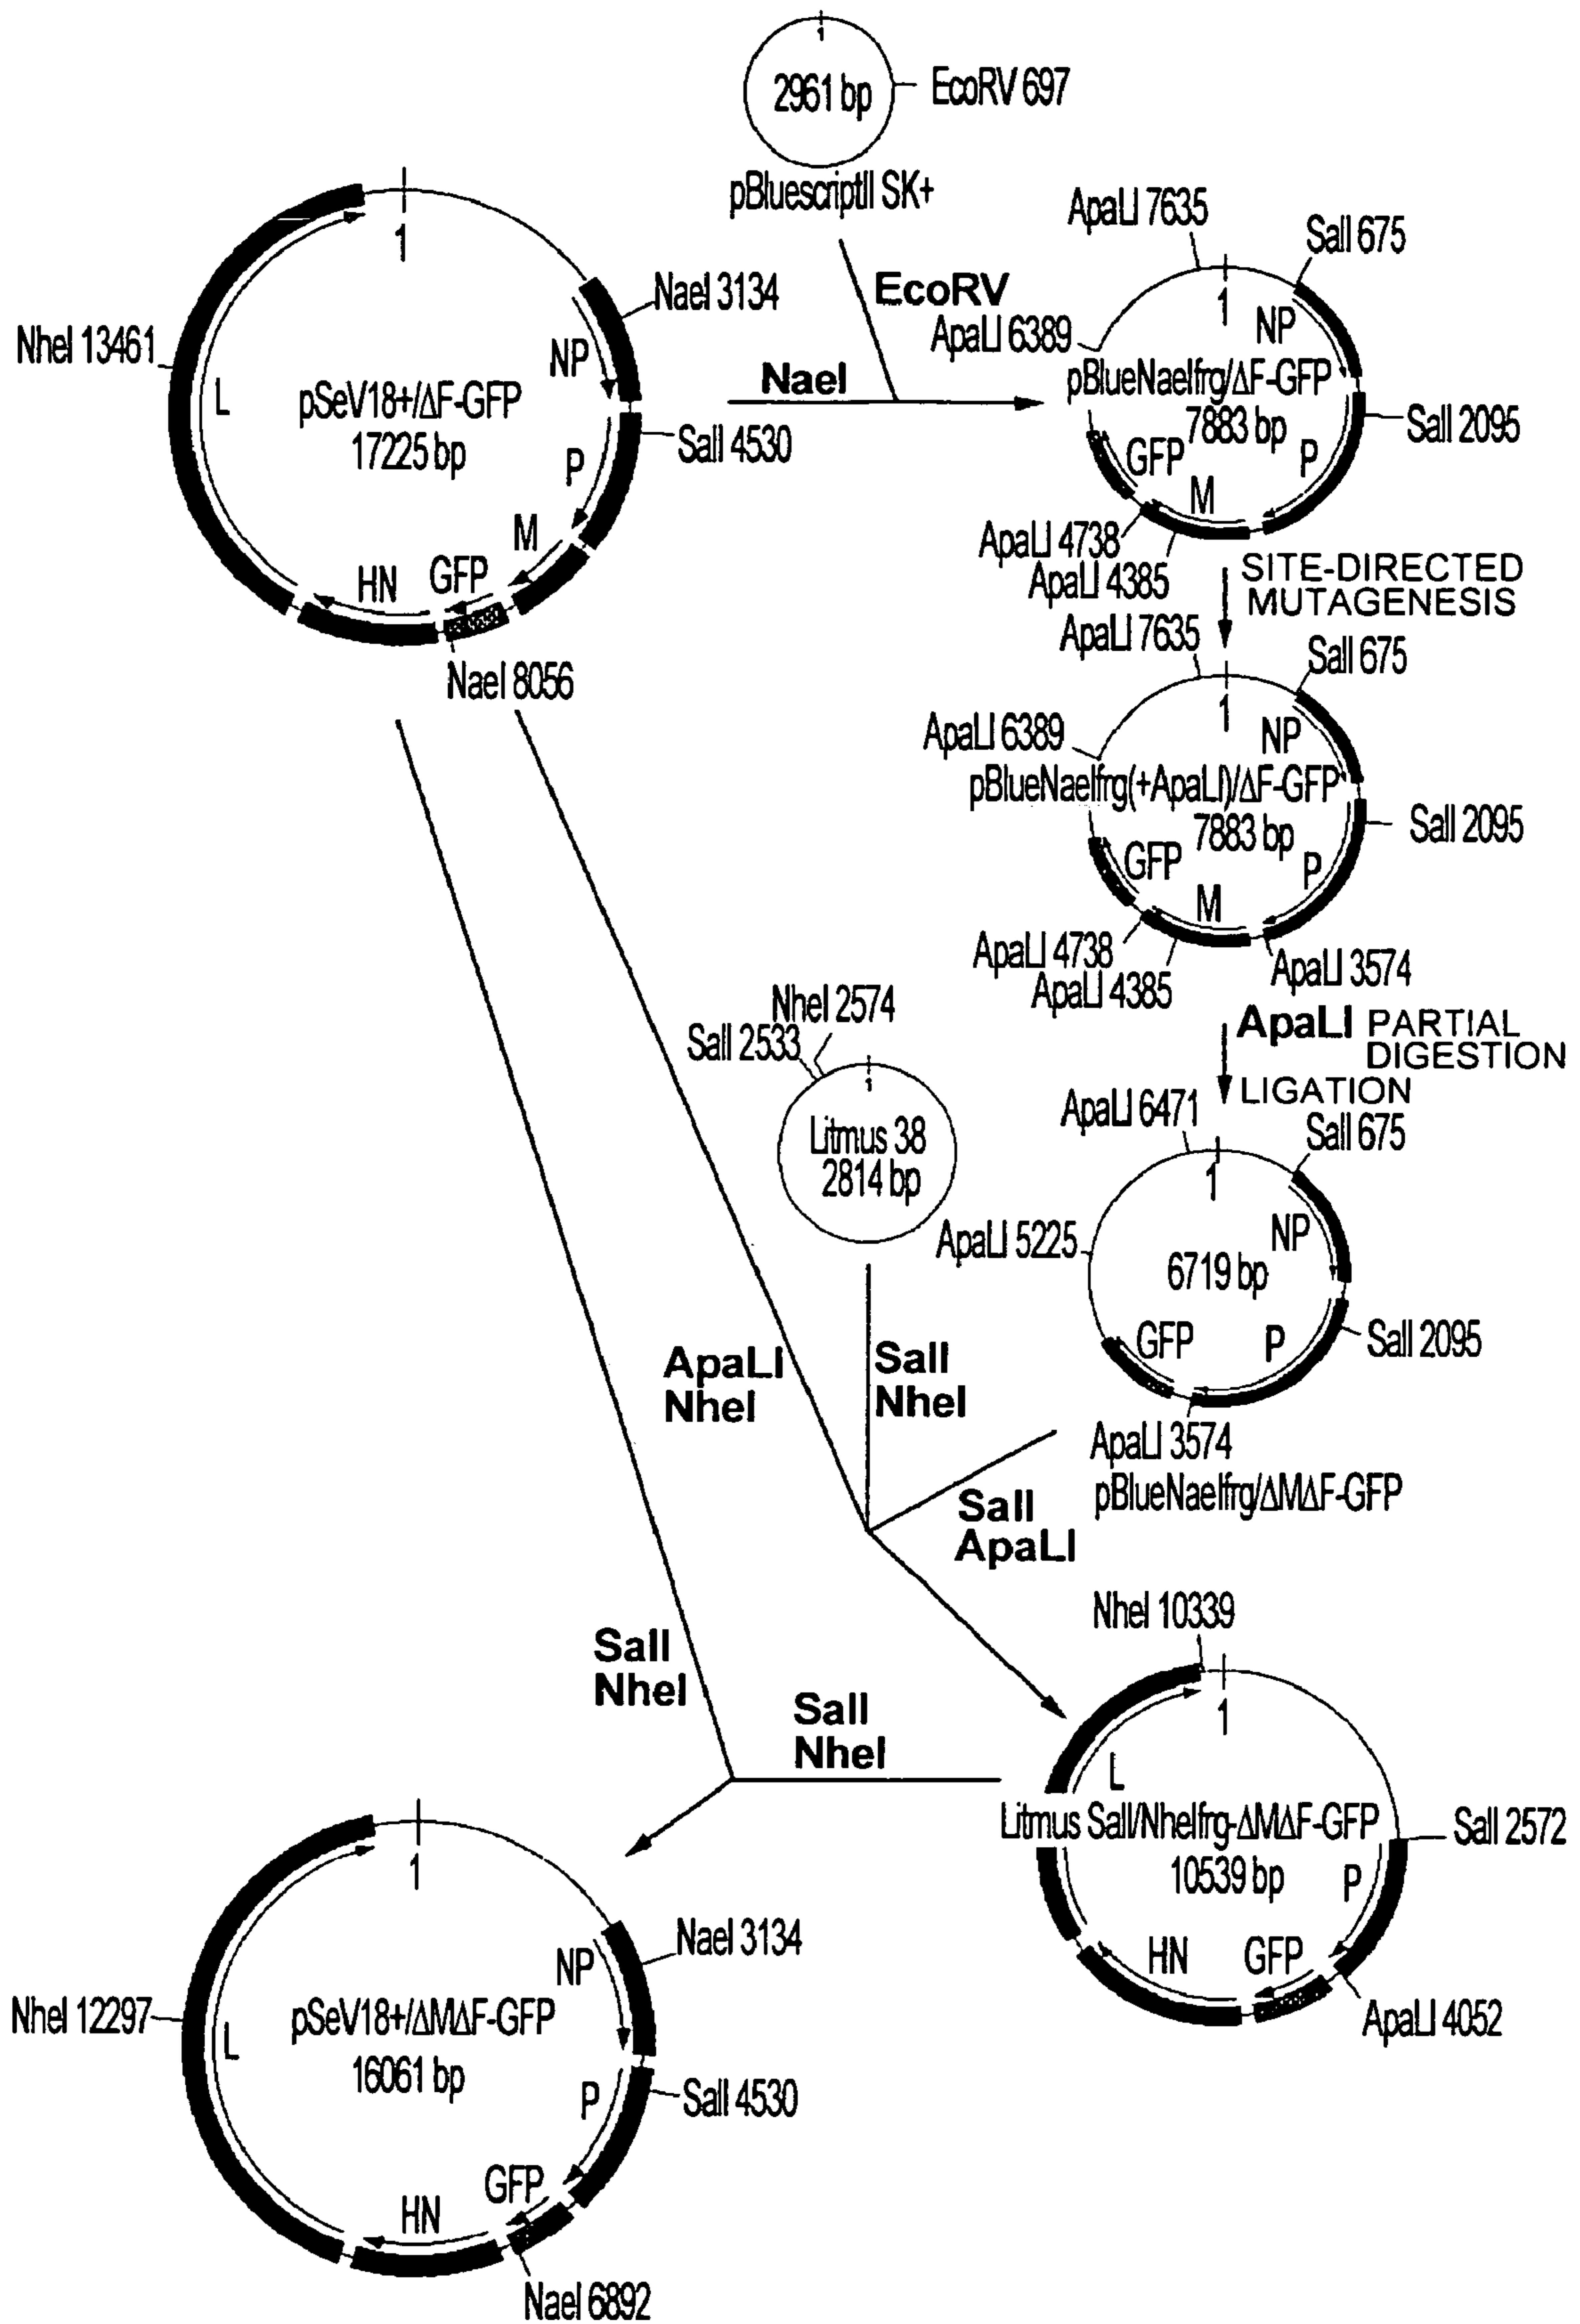 1
2961 bp
EcoRV 697
pBluescriptII SK+
1
NaeI 3134
NheI 13461
NP
L
pSeV18+/ΔF-GFP
17225 bp
SalI 4530
P
M
GFP
HN
NaeI 8056
EcoRV
NaeI
ApaLI 7635
SalI 675
1
NP
ApaLI 6389
pBlueNaeIfrg/ΔF-GFP
7883 bp
SalI 2095
GFP
P
M
ApaLI 4738
ApaLI 4385
SITE-DIRECTED
MUTAGENESIS
ApaLI 7635
SalI 675
1
NP
ApaLI 6389
pBlueNaeIfrg(+ApaLI)/ΔF-GFP
7883 bp
SalI 2095
GFP
P
M
ApaLI 4738
ApaLI 4385
ApaLI 3574
ApaLI PARTIAL
DIGESTION
LIGATION
NheI 2574
SalI 2533
1
Litmus 38
2814 bp
ApaLI 6471
SalI 675
1
NP
ApaLI 5225
6719 bp
SalI 2095
GFP
P
ApaLI 3574
pBlueNaeIfrg/ΔMΔF-GFP
ApaLI
NheI
SalI
NheI
SalI
ApaLI
SalI
NheI
SalI
NheI
NheI 10339
1
L
Litmus SalI/NheIfrg-ΔMΔF-GFP
10539 bp
SalI 2572
P
HN
GFP
ApaLI 4052
1
NaeI 3134
NP
NheI 12297
L
pSeV18+/ΔMΔF-GFP
16061 bp
SalI 4530
P
GFP
HN
NaeI 6892